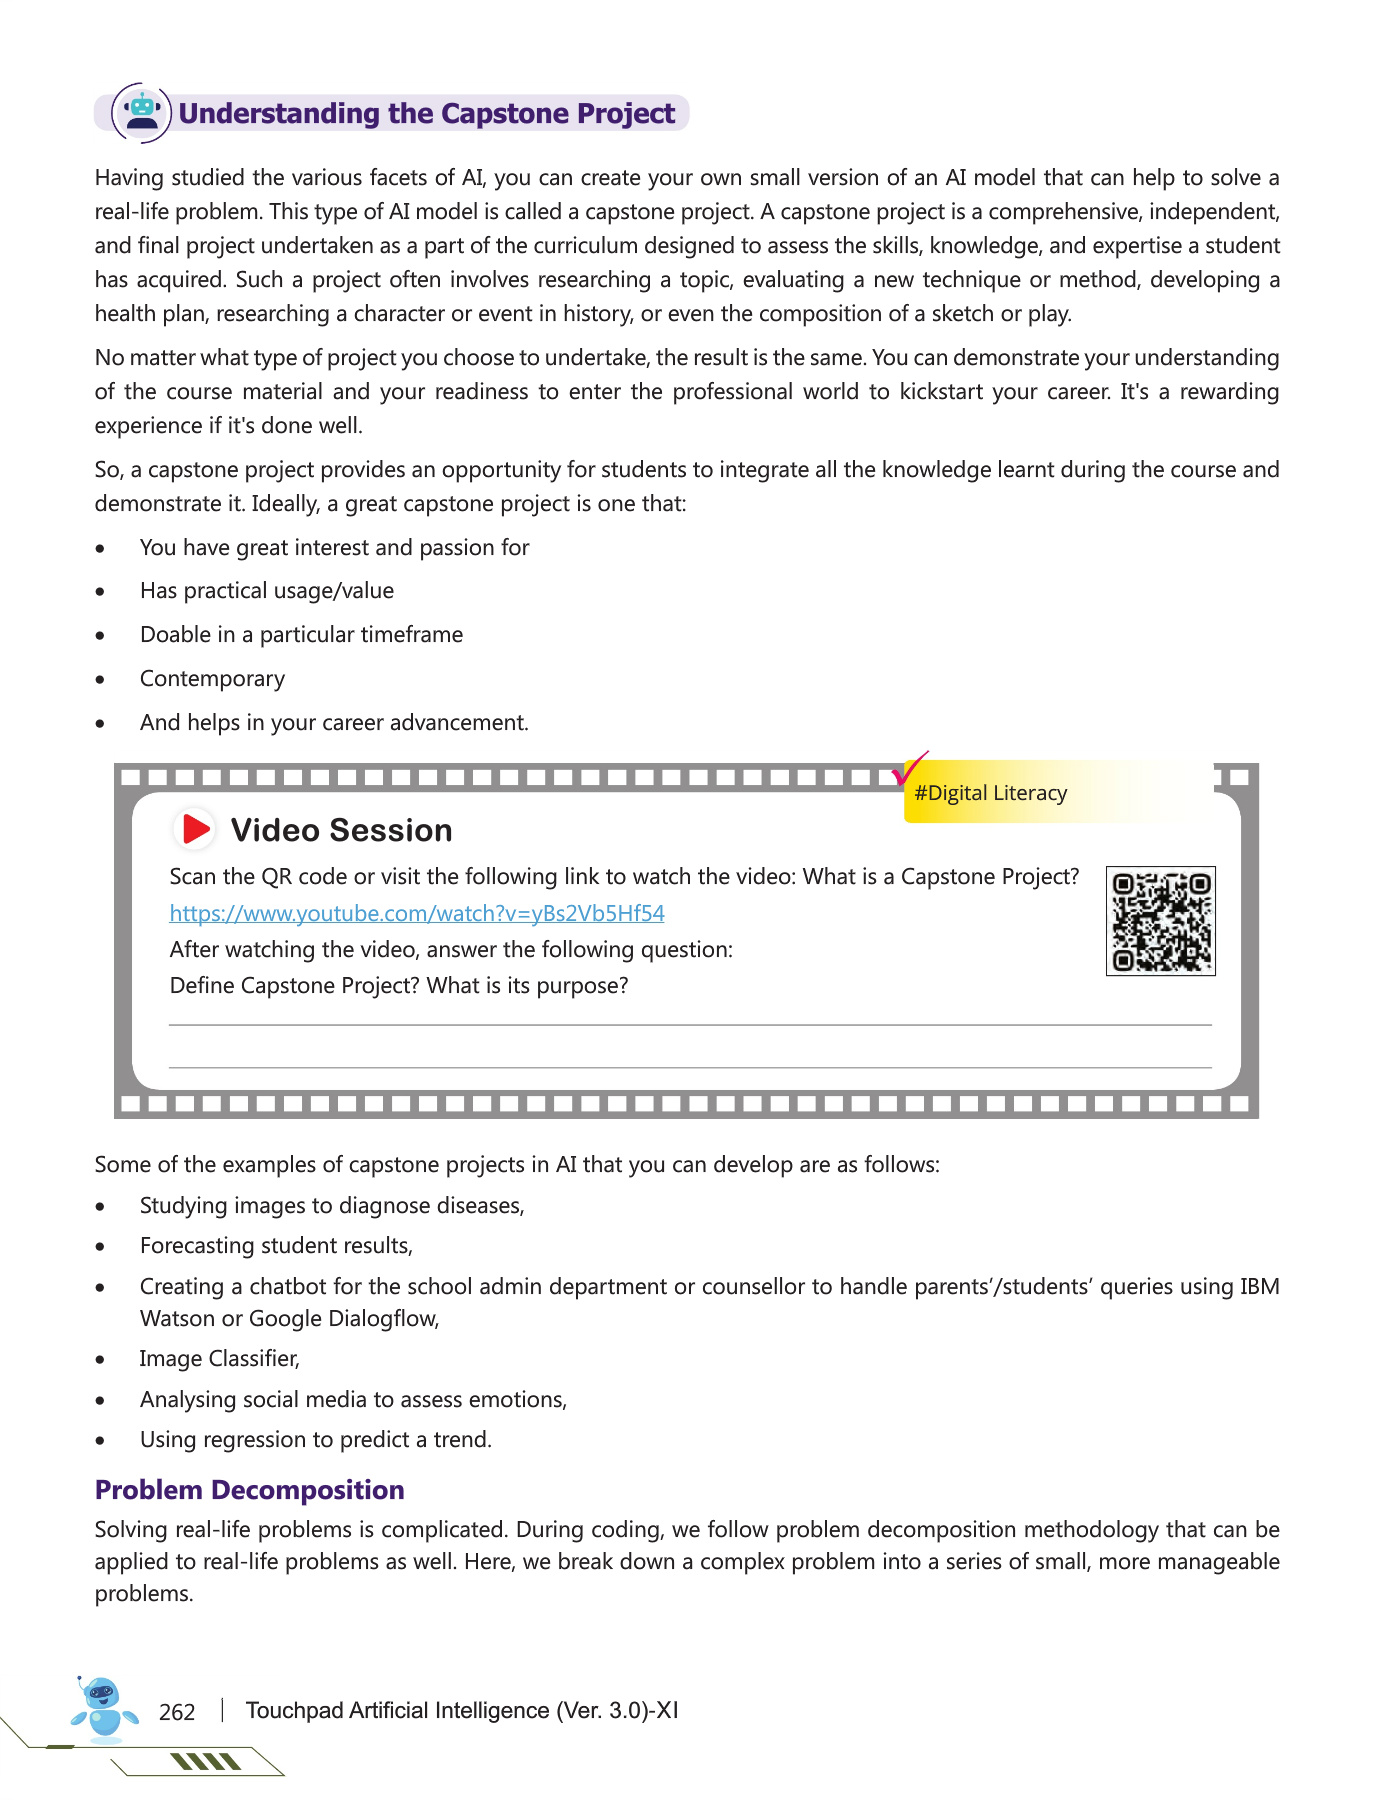 Understanding the Capstone Project
Having studied the various facets of AI, you can create your own small version of an AI model that can help to solve a
real-life problem. This type of AI model is called a capstone project. A capstone project is a comprehensive, independent,
and final project undertaken as a part of the curriculum designed to assess the skills, knowledge, and expertise a student
has acquired. Such a project often involves researching a topic, evaluating a new technique or method, developing a
health plan, researching a character or event in history, or even the composition of a sketch or play.
No matter what type of project you choose to undertake, the result is the same. You can demonstrate your understanding
of the course material and your readiness to enter the professional world to kickstart your career. It's a rewarding
experience if it's done well.
So, a capstone project provides an opportunity for students to integrate all the knowledge learnt during the course and
demonstrate it. Ideally, a great capstone project is one that:
• You have great interest and passion for
• Has practical usage/value
• Doable in a particular timeframe
• Contemporary
• And helps in your career advancement.
#Digital Literacy
Video Session
Scan the QR code or visit the following link to watch the video: What is a Capstone Project?
https://www.youtube.com/watch?v=yBs2Vb5Hf54
After watching the video, answer the following question:
Define Capstone Project? What is its purpose?
Some of the examples of capstone projects in AI that you can develop are as follows:
• Studying images to diagnose diseases,
• Forecasting student results,
• Creating a chatbot for the school admin department or counsellor to handle parents’/students’ queries using IBM
Watson or Google Dialogflow,
• Image Classifier,
• Analysing social media to assess emotions,
• Using regression to predict a trend.
Problem Decomposition
Solving real-life problems is complicated. During coding, we follow problem decomposition methodology that can be
applied to real-life problems as well. Here, we break down a complex problem into a series of small, more manageable
problems.
262 | Touchpad Artificial Intelligence (Ver. 3.0)-XI